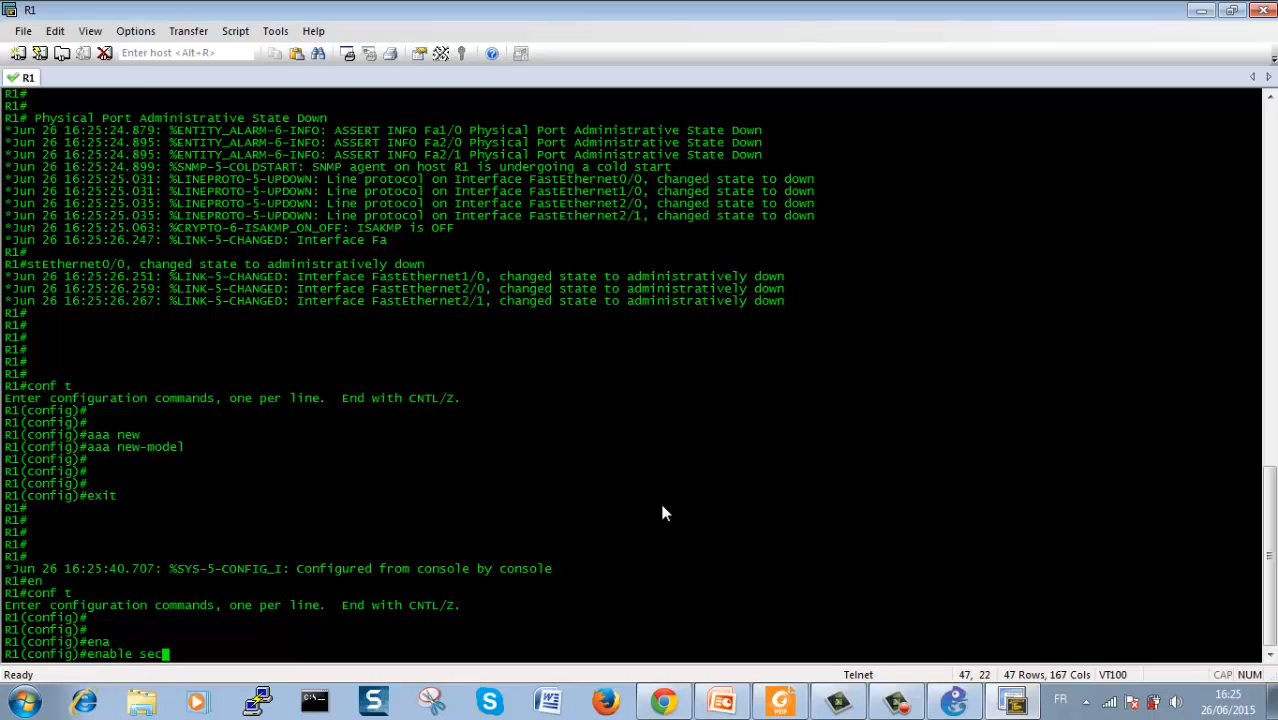 R1
File Edit View Options Transfer Script Tools Help
Enter host <Alt+R>
R1
R1#
R1#
R1# Physical Port Administrative State Down
*Jun 26 16:25:24.879: %ENTITY_ALARM-6-INFO: ASSERT INFO Fa1/0 Physical Port Administrative State Down
*Jun 26 16:25:24.895: %ENTITY_ALARM-6-INFO: ASSERT INFO Fa2/0 Physical Port Administrative State Down
*Jun 26 16:25:24.895: %ENTITY_ALARM-6-INFO: ASSERT INFO Fa2/1 Physical Port Administrative State Down
*Jun 26 16:25:24.899: %SNMP-5-COLDSTART: SNMP agent on host R1 is undergoing a cold start
*Jun 26 16:25:25.031: %LINEPROTO-5-UPDOWN: Line protocol on Interface FastEthernet0/0, changed state to down
*Jun 26 16:25:25.031: %LINEPROTO-5-UPDOWN: Line protocol on Interface FastEthernet1/0, changed state to down
*Jun 26 16:25:25.035: %LINEPROTO-5-UPDOWN: Line protocol on Interface FastEthernet2/0, changed state to down
*Jun 26 16:25:25.035: %LINEPROTO-5-UPDOWN: Line protocol on Interface FastEthernet2/1, changed state to down
*Jun 26 16:25:25.063: %CRYPTO-6-ISAKMP_ON_OFF: ISAKMP is OFF
*Jun 26 16:25:26.247: %LINK-5-CHANGED: Interface Fa
R1#
R1#stEthernet0/0, changed state to administratively down
*Jun 26 16:25:26.251: %LINK-5-CHANGED: Interface FastEthernet1/0, changed state to administratively down
*Jun 26 16:25:26.259: %LINK-5-CHANGED: Interface FastEthernet2/0, changed state to administratively down
*Jun 26 16:25:26.267: %LINK-5-CHANGED: Interface FastEthernet2/1, changed state to administratively down
R1#
R1#
R1#
R1#
R1#
R1#
R1#conf t
Enter configuration commands, one per line.  End with CNTL/Z.
R1(config)#
R1(config)#
R1(config)#aaa new
R1(config)#aaa new-model
R1(config)#
R1(config)#
R1(config)#
R1(config)#exit
R1#
R1#
R1#
R1#
R1#
*Jun 26 16:25:40.707: %SYS-5-CONFIG_I: Configured from console by console
R1#en
R1#conf t
Enter configuration commands, one per line.  End with CNTL/Z.
R1(config)#
R1(config)#
R1(config)#ena
R1(config)#enable sec
Ready Telnet 47, 22 47 Rows, 167 Cols VT100 CAP NUM
FR 16:25
26/06/2015